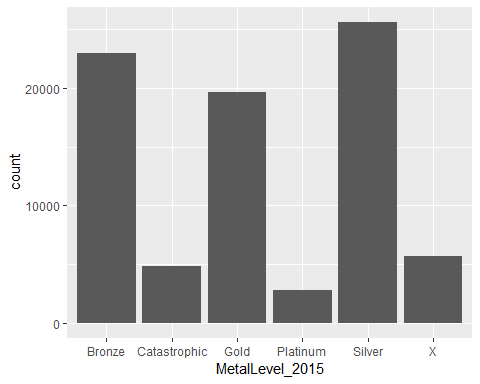 count
20000
10000
0
Bronze Catastrophic Gold Platinum Silver X
MetalLevel_2015